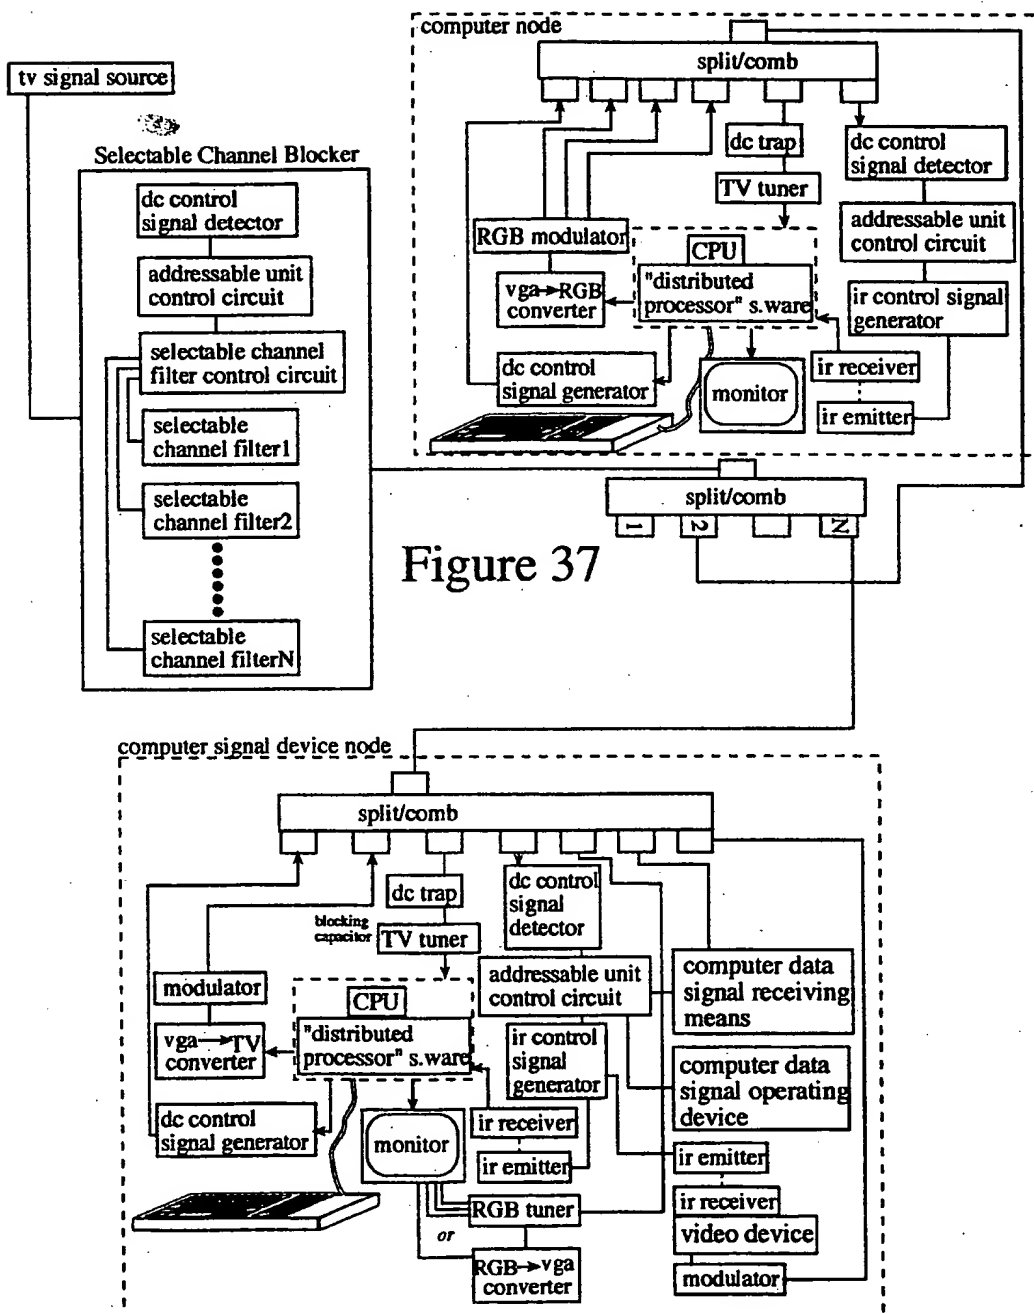 computer node
split/comb
tv signal source
Selectable Channel Blocker
dc control
signal detector
addressable unit
control circuit
selectable channel
filter control circuit
selectable
channel filter1
selectable
channel filter2
selectable
channel filterN
dc trap
TV tuner
dc control
signal detector
addressable unit
control circuit
ir control signal
generator
RGB modulator
CPU
"distributed
processor" s.ware
vga→RGB
converter
dc control
signal generator
monitor
ir receiver
ir emitter
split/comb
1
2
N
Figure 37
computer signal device node
split/comb
dc trap
blocking
capacitor
TV tuner
dc control
signal
detector
modulator
CPU
"distributed
processor" s.ware
vga→TV
converter
dc control
signal generator
addressable unit
control circuit
ir control
signal
generator
computer data
signal receiving
means
computer data
signal operating
device
monitor
ir receiver
ir emitter
ir emitter
ir receiver
video device
modulator
RGB tuner
or
RGB→vga
converter